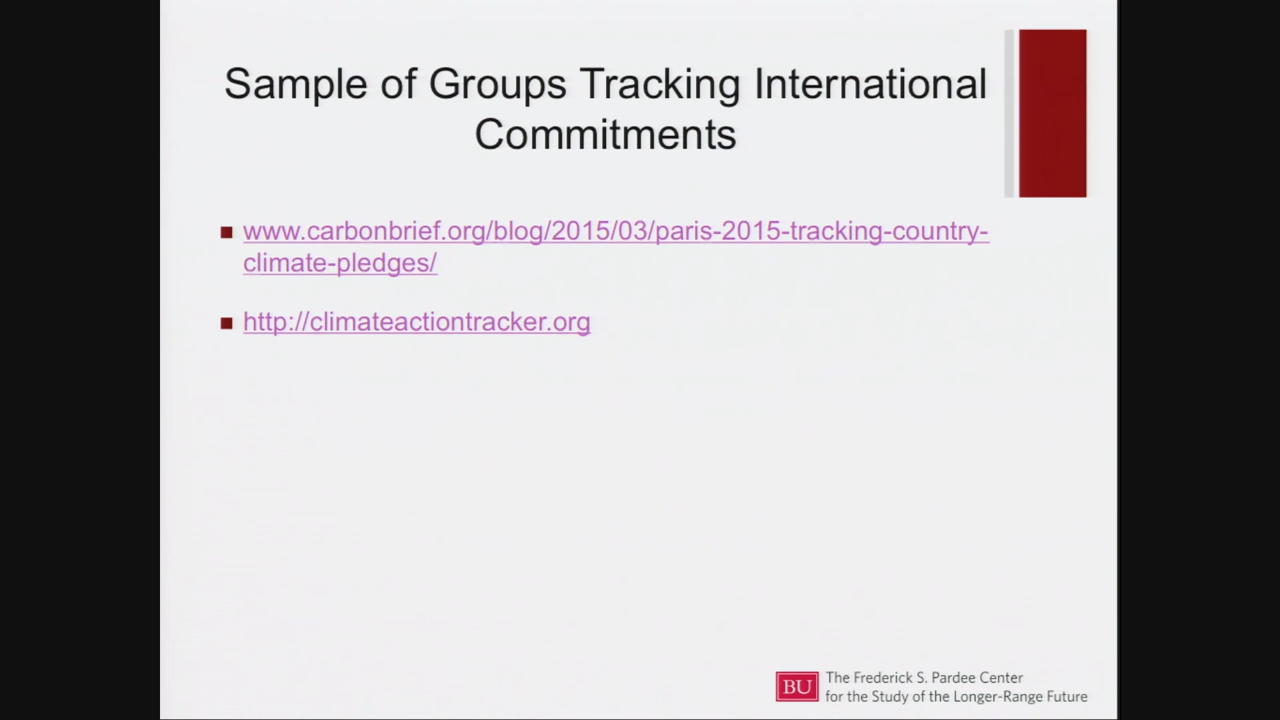 Sample of Groups Tracking International
Commitments
www.carbonbrief.org/blog/2015/03/paris-2015-tracking-country-
climate-pledges/
http://climateactiontracker.org
BU
The Frederick S. Pardee Center
for the Study of the Longer-Range Future